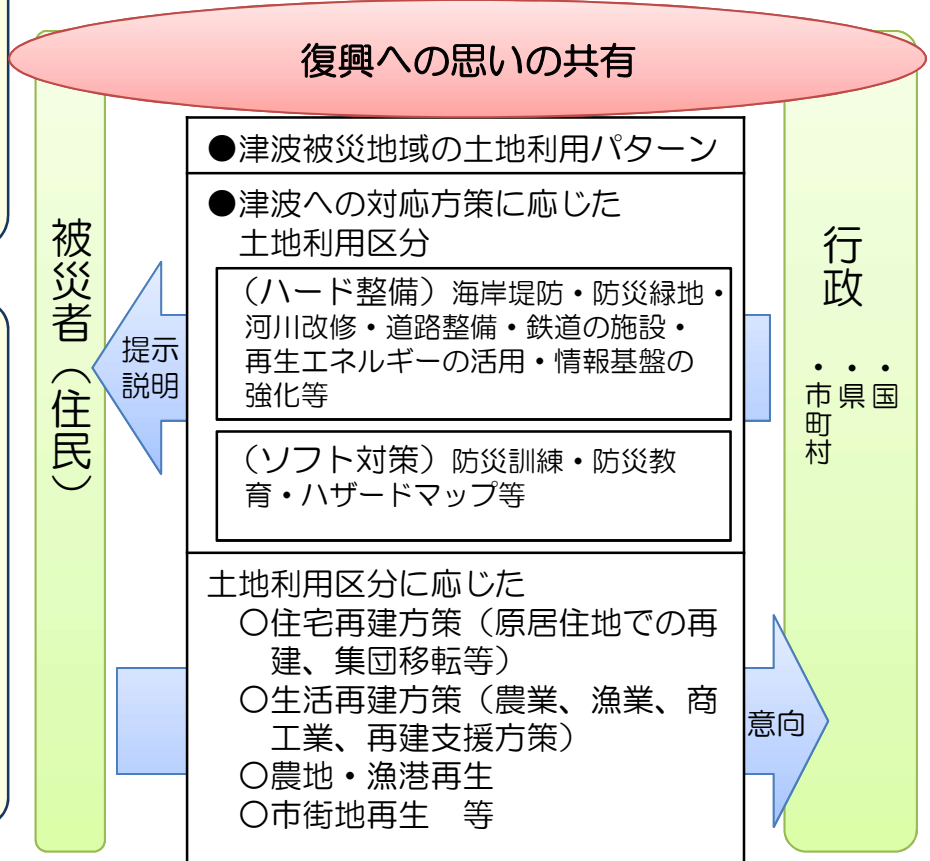 復興への思いの共有
●津波被災地域の土地利用パターン
●津波への対応方策に応じた
土地利用区分
（ハード整備）海岸堤防・防災緑地・
河川改修・道路整備・鉄道の施設・
再生エネルギーの活用・情報基盤の
強化等
（ソフト対策）防災訓練・防災教
育・ハザードマップ等
土地利用区分に応じた
〇住宅再建方策（原居住地での再
建、集団移転等）
〇生活再建方策（農業、漁業、商
工業、再建支援方策）
〇農地・漁港再生
〇市街地再生　等
被災者（住民）
提示
説明
行政
・国
・県
・市町村
意向